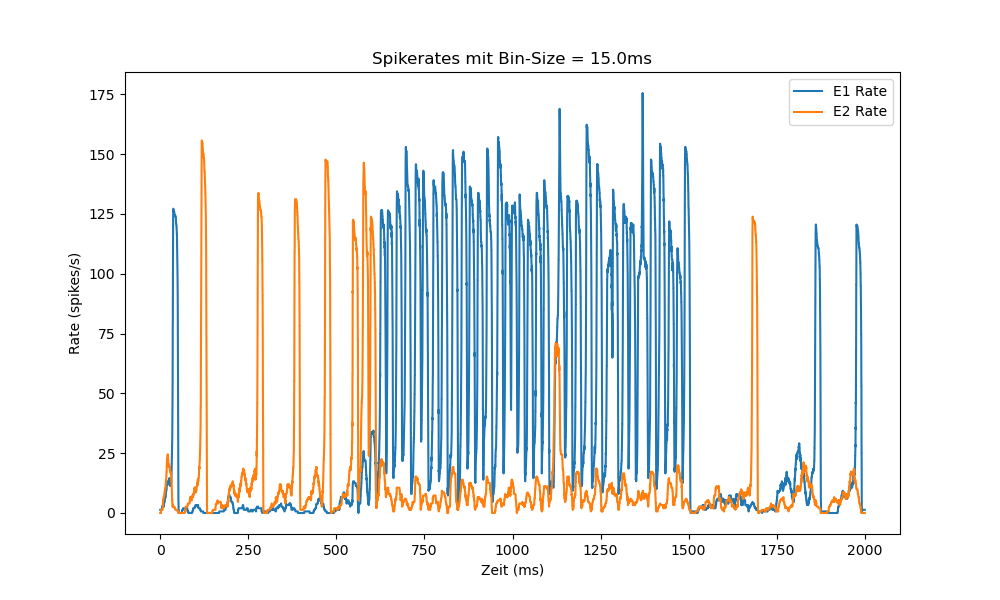 Spikerates mit Bin-Size = 15.0ms
E1 Rate
E2 Rate
175
150
125
100
75
50
25
0
Rate (spikes/s)
0 250 500 750 1000 1250 1500 1750 2000
Zeit (ms)